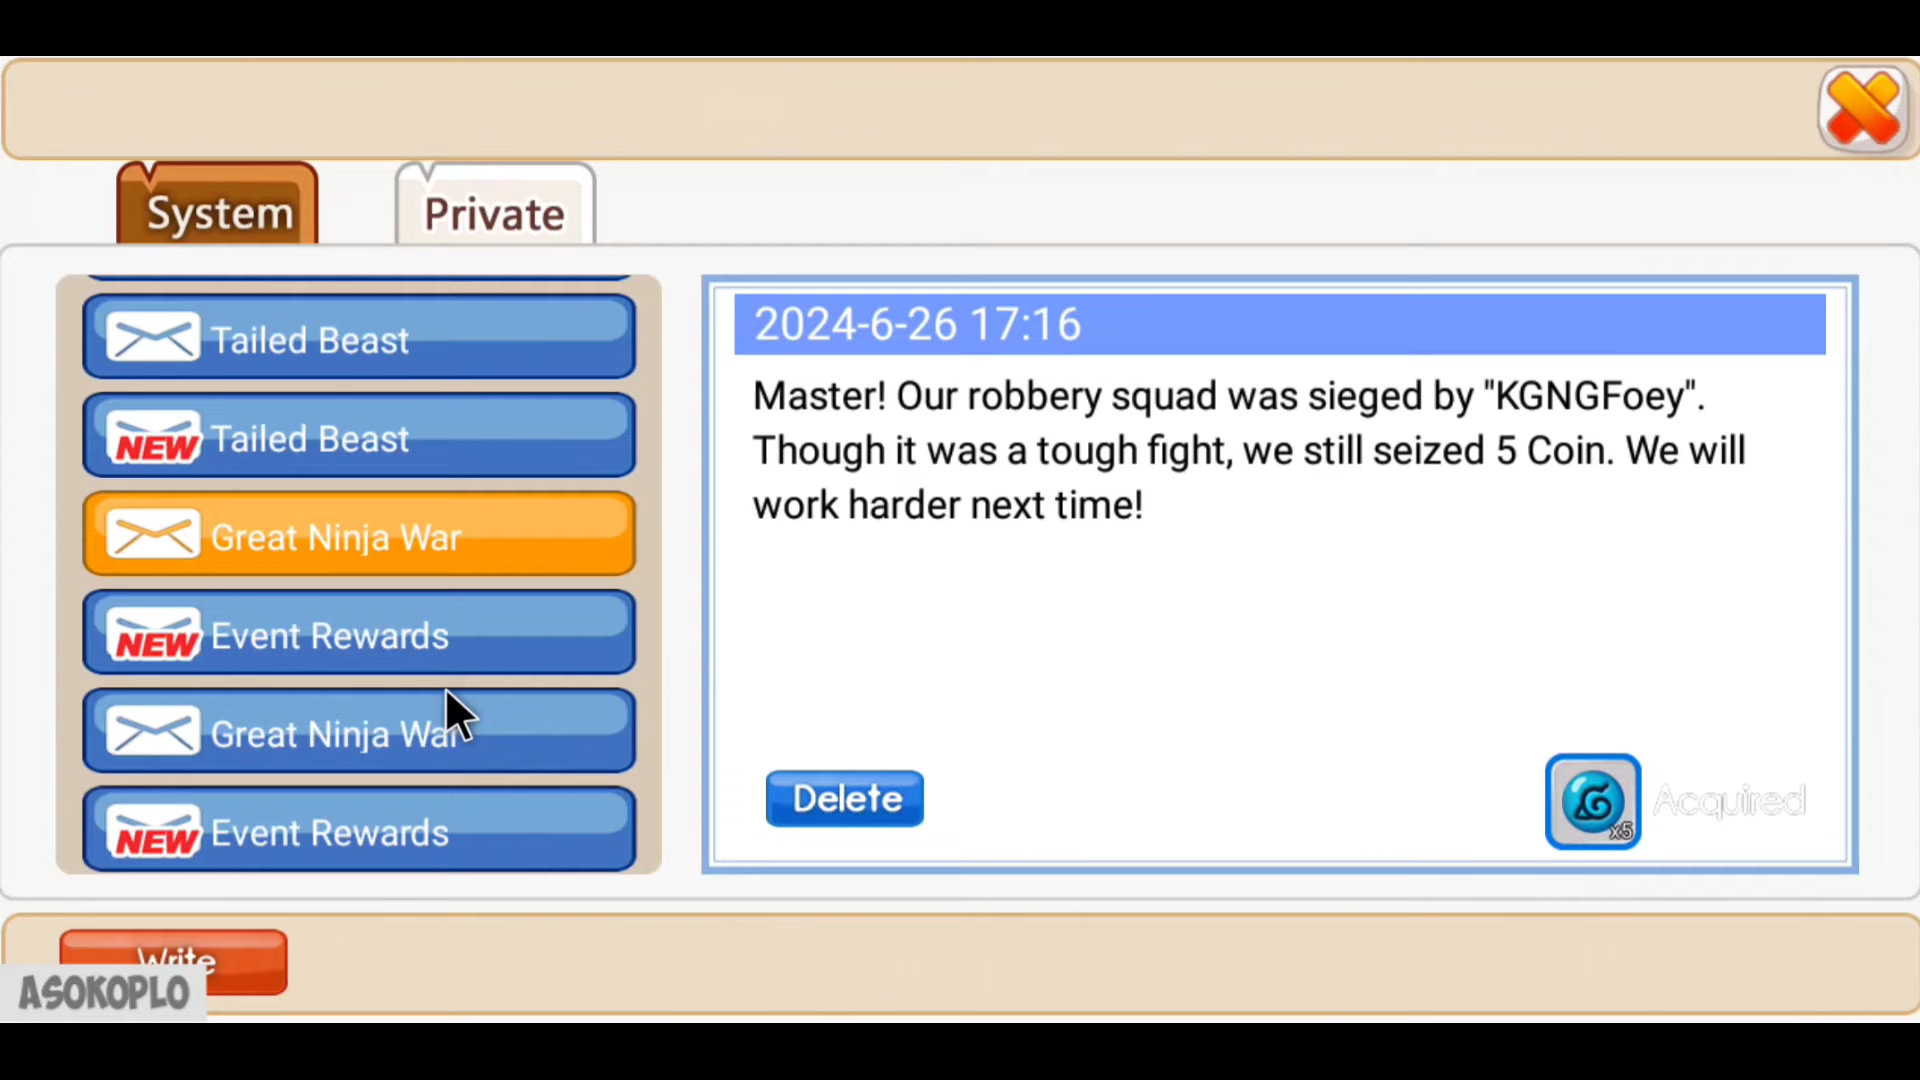 System
Private
Tailed Beast
NEW Tailed Beast
Great Ninja War
NEW Event Rewards
Great Ninja War
NEW Event Rewards
2024-6-26 17:16
Master! Our robbery squad was sieged by "KGNGFoey".
Though it was a tough fight, we still seized 5 Coin. We will
work harder next time!
Delete
x5
Acquired
Write
ASOKOPLO